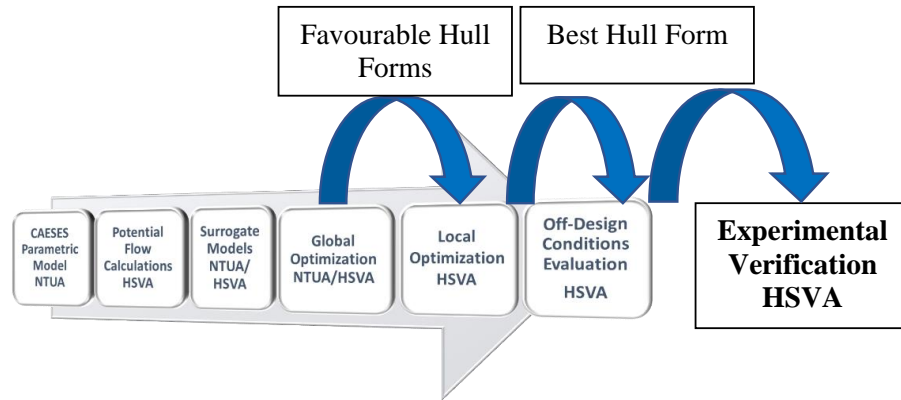 Favourable Hull
Forms
Best Hull Form
CAESES
Parametric
Model
NTUA
Potential
Flow
Calculations
HSVA
Surrogate
Models
NTUA/
HSVA
Global
Optimization
NTUA/HSVA
Local
Optimization
HSVA
Off-Design
Conditions
Evaluation
HSVA
Experimental
Verification
HSVA